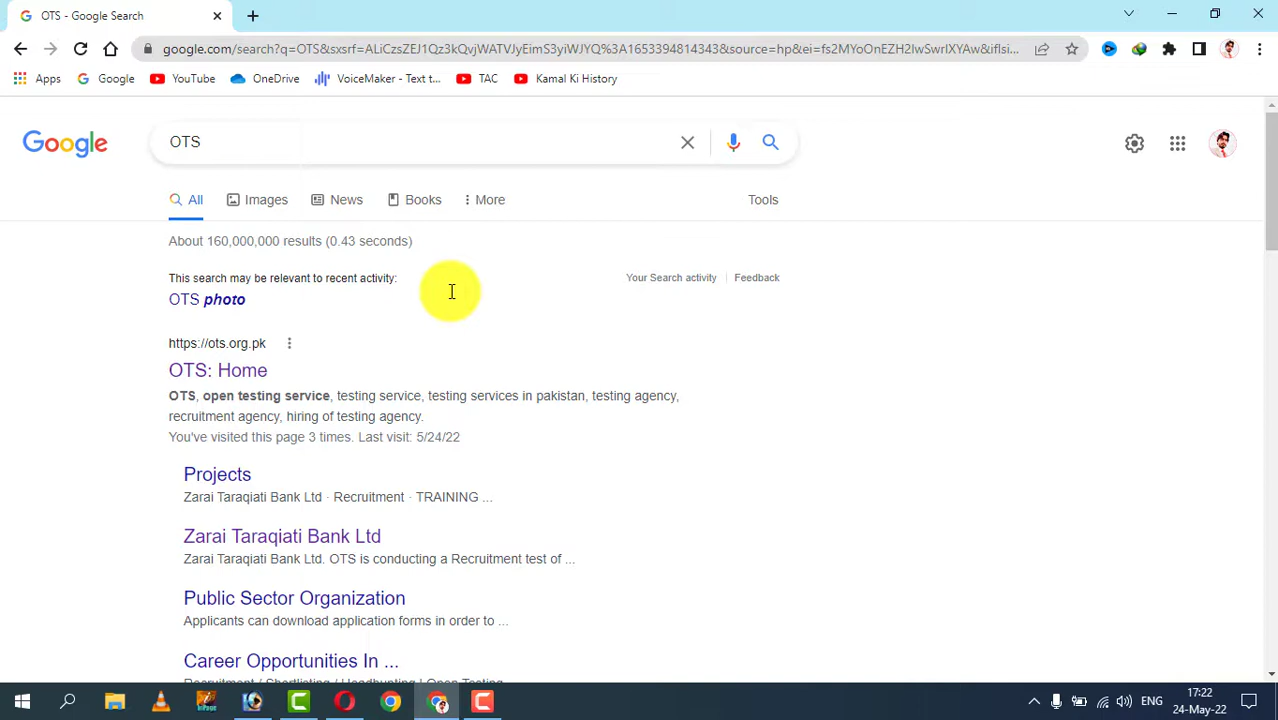 OTS - Google Search
google.com/search?q=OTS&sxsrf=ALiCzsZEJ1Qz3kQvjWATVJyEimS3yiWJYQ%3A1653394814343&source=hp&ei=fs2MYoOnEZH2lwSwrlXYAw&iflsi...
Apps
Google
YouTube
OneDrive
VoiceMaker - Text t...
TAC
Kamal Ki History
Google
OTS
All
Images
News
Books
More
Tools
About 160,000,000 results (0.43 seconds)
This search may be relevant to recent activity:
Your Search activity
Feedback
OTS photo
https://ots.org.pk
OTS: Home
OTS, open testing service, testing service, testing services in pakistan, testing agency,
recruitment agency, hiring of testing agency.
You've visited this page 3 times. Last visit: 5/24/22
Projects
Zarai Taraqiati Bank Ltd · Recruitment · TRAINING ...
Zarai Taraqiati Bank Ltd
Zarai Taraqiati Bank Ltd. OTS is conducting a Recruitment test of ...
Public Sector Organization
Applicants can download application forms in order to ...
Career Opportunities In ...
Recruitment / Shortlisting / Headhunting | Open Testing
ENG
17:22
24-May-22